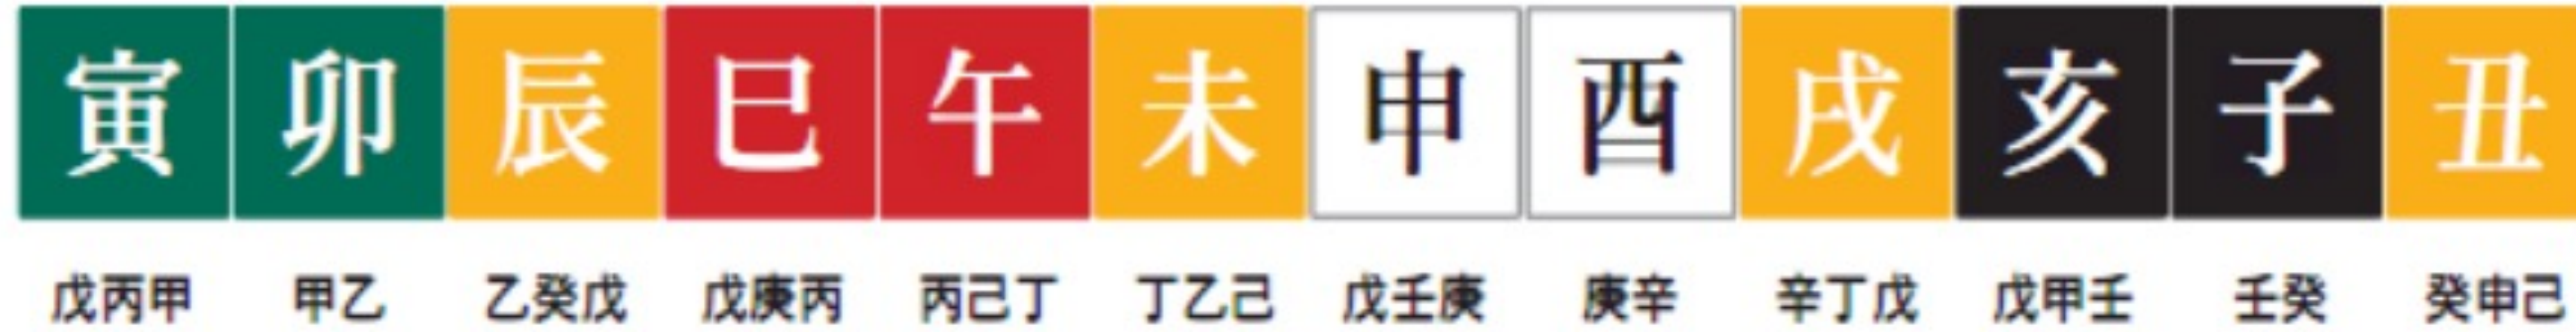 寅 卯 辰 巳 午 未 申 酉 戌 亥 子 丑
戊丙甲 甲乙 乙癸戊 戊庚丙 丙己丁 丁乙己 戊壬庚 庚辛 辛丁戊 戊甲壬 壬癸 癸申己